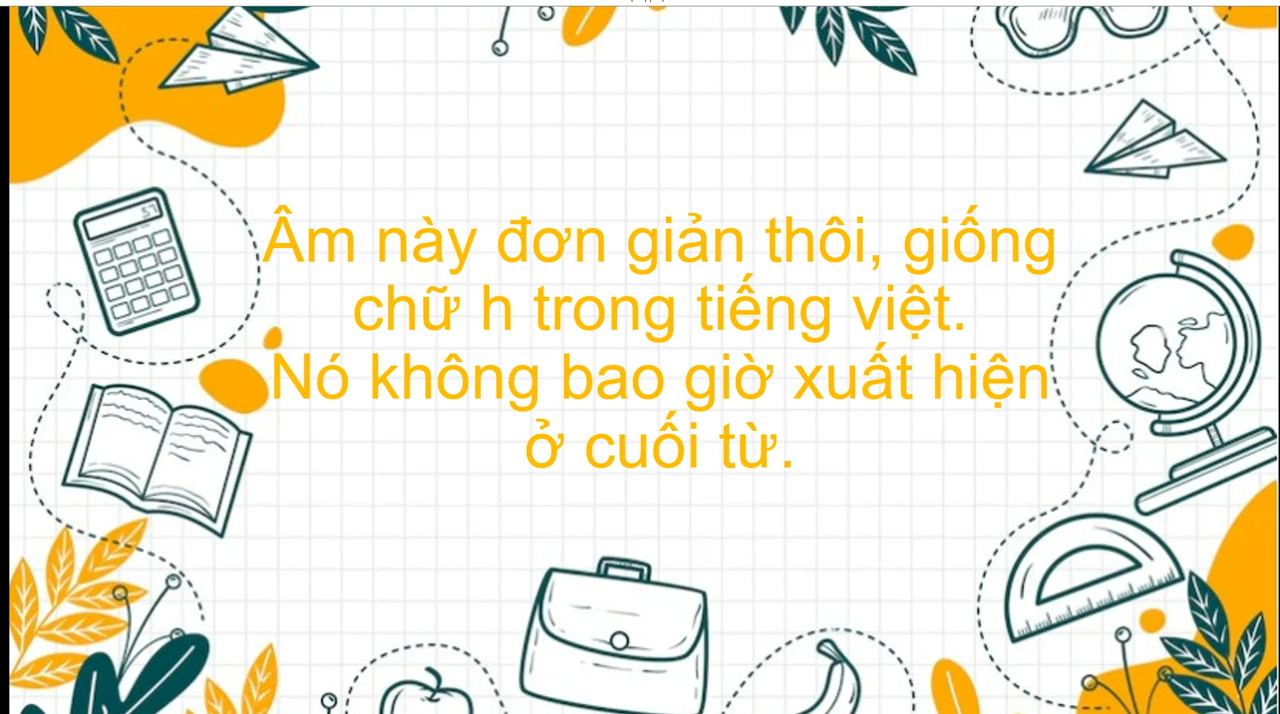 Âm này đơn giản thôi, giống
chữ h trong tiếng việt.
Nó không bao giờ xuất hiện
ở cuối từ.